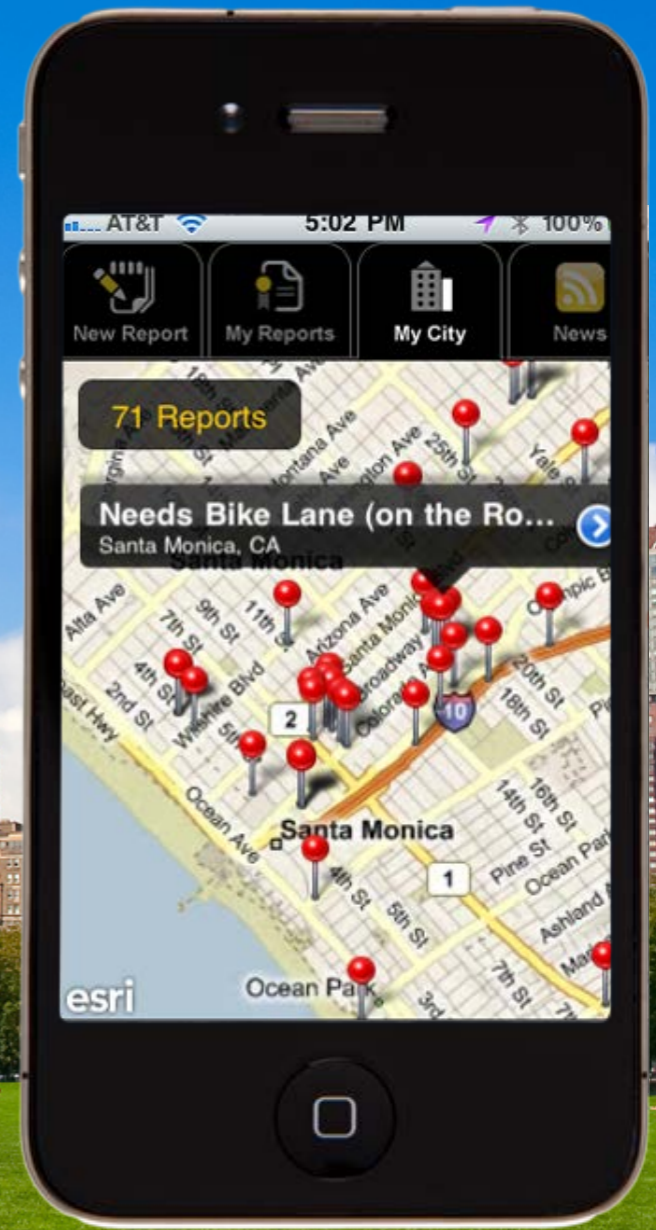 AT&T 5:02 PM 100%
New Report My Reports My City News
71 Reports
Needs Bike Lane (on the Ro...
Santa Monica, CA
Santa Monica
18th St
Montana Ave
25th St
Yale
Alta Ave
9th St
11th St
7th St
4th St
2nd St
Arizona Ave
Santa Monica Blvd
Broadway
Colorado A
Wilshire Blvd
5th
2
10
20th St
18th St
Ocean Ave
Santa Monica
16th St
14th St
Pine St
Ocean Park
1
4th St
5th St
Ashland A
7th St
3rd
esri
Ocean Park